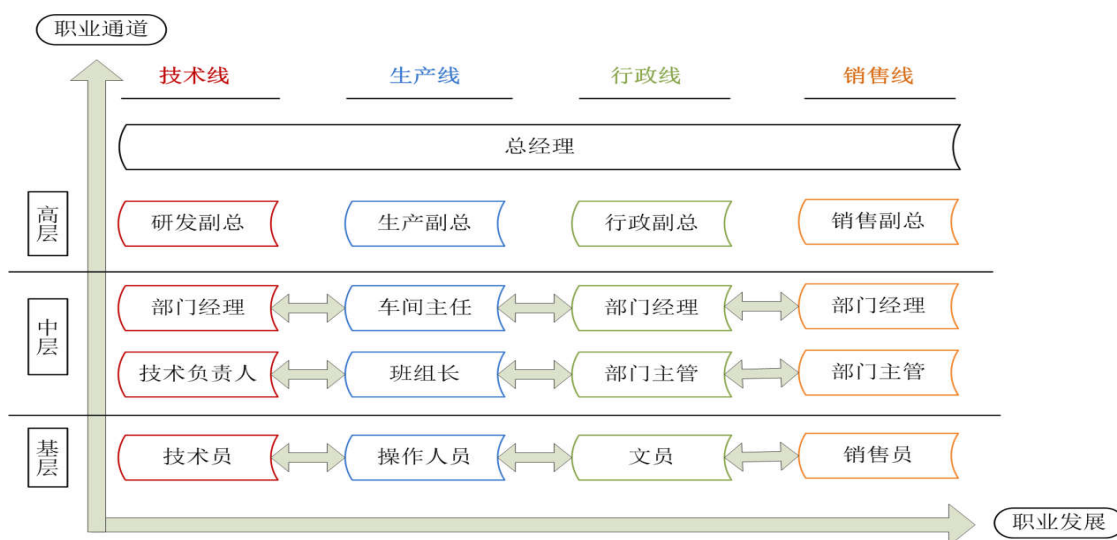 职业通道
技术线 生产线 行政线 销售线
总经理
高层
研发副总 生产副总 行政副总 销售副总
中层
部门经理 车间主任 部门经理 部门经理
技术负责人 班组长 部门主管 部门主管
基层
技术员 操作人员 文员 销售员
职业发展